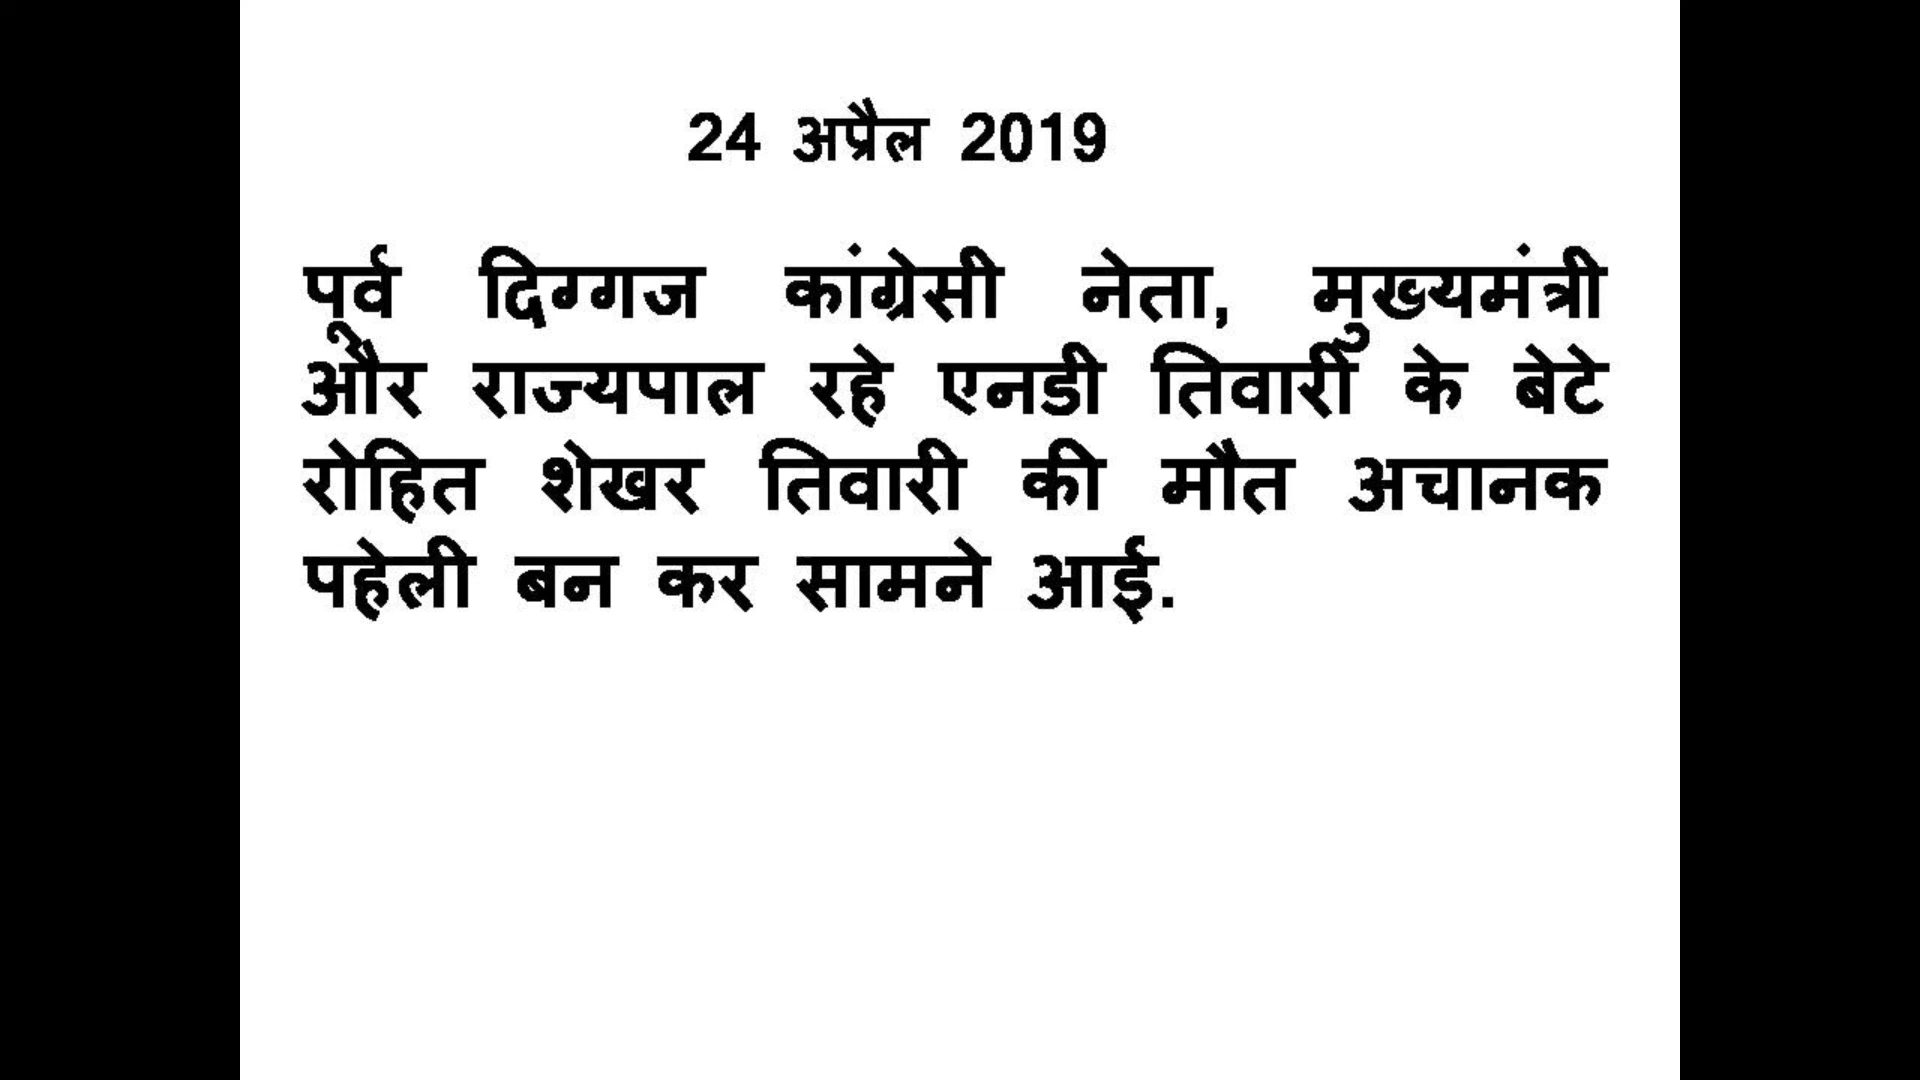 24 अप्रैल 2019
पूर्व दिग्गज कांग्रेसी नेता, मुख्यमंत्री
और राज्यपाल रहे एनडी तिवारी के बेटे
रोहित शेखर तिवारी की मौत अचानक
पहेली बन कर सामने आई.